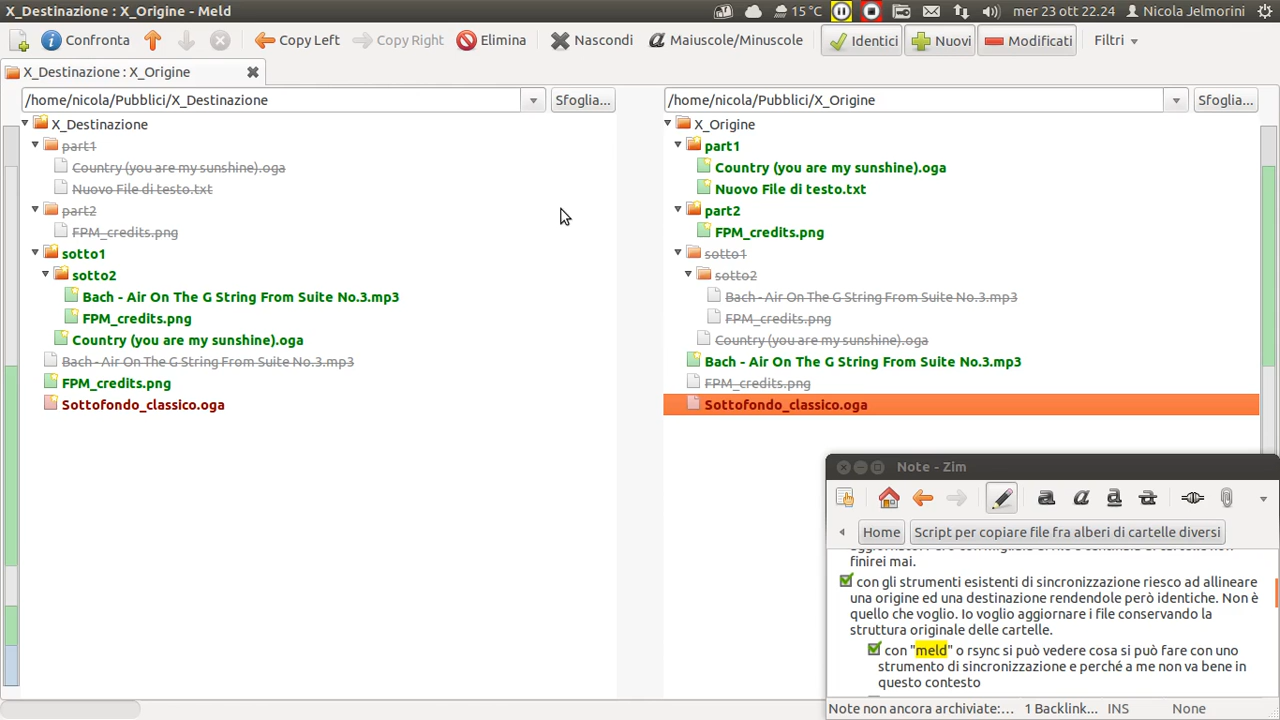 X_Destinazione : X_Origine - Meld
15 °C
mer 23 ott 22.24
Nicola Jelmorini
Confronta
Copy Left
Copy Right
Elimina
Nascondi
a Maiuscole/Minuscole
Identici
Nuovi
Modificati
Filtri
X_Destinazione : X_Origine
/home/nicola/Pubblici/X_Destinazione
Sfoglia...
X_Destinazione
part1
Country (you are my sunshine).oga
Nuovo File di testo.txt
part2
FPM_credits.png
sotto1
sotto2
Bach - Air On The G String From Suite No.3.mp3
FPM_credits.png
Country (you are my sunshine).oga
Bach - Air On The G String From Suite No.3.mp3
FPM_credits.png
Sottofondo_classico.oga
/home/nicola/Pubblici/X_Origine
Sfoglia...
X_Origine
part1
Country (you are my sunshine).oga
Nuovo File di testo.txt
part2
FPM_credits.png
sotto1
sotto2
Bach - Air On The G String From Suite No.3.mp3
FPM_credits.png
Country (you are my sunshine).oga
Bach - Air On The G String From Suite No.3.mp3
FPM_credits.png
Sottofondo_classico.oga
Note - Zim
a a a a
Home
Script per copiare file fra alberi di cartelle diversi
finirei mai.
con gli strumenti esistenti di sincronizzazione riesco ad allineare
una origine ed una destinazione rendendole però identiche. Non è
quello che voglio. Io voglio aggiornare i file conservando la
struttura originale delle cartelle.
con "meld" o rsync si può vedere cosa si può fare con uno
strumento di sincronizzazione e perché a me non va bene in
questo contesto
Note non ancora archiviate:...
1 Backlink...
INS
None